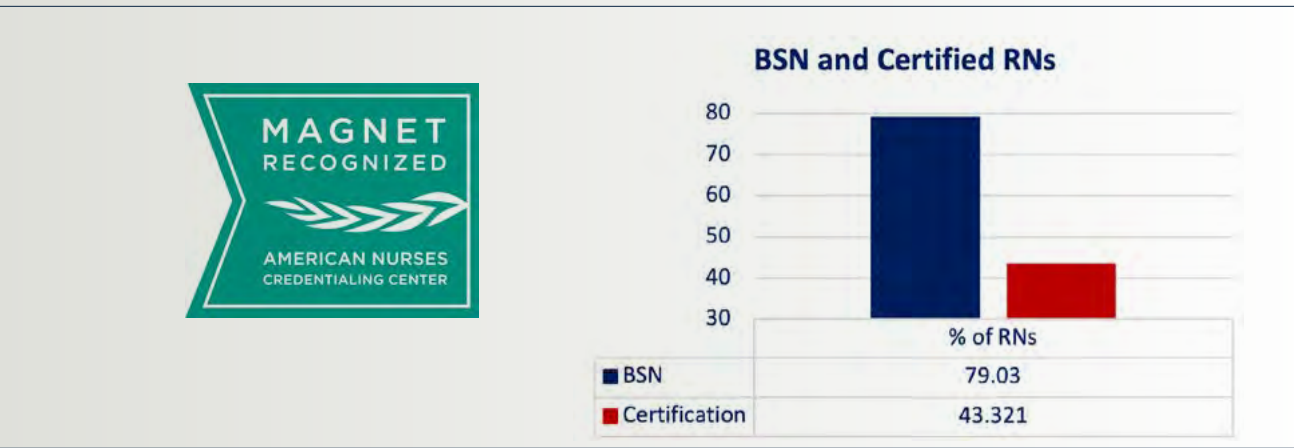 MAGNET
RECOGNIZED
AMERICAN NURSES
CREDENTIALING CENTER
BSN and Certified RNs
80
70
60
50
40
30
% of RNs
BSN 79.03
Certification 43.321